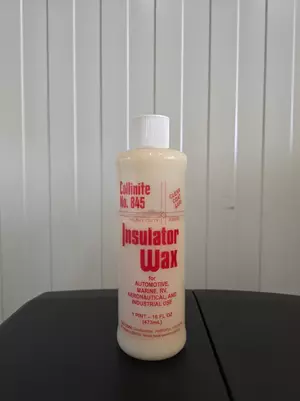 Collinite
No. 845
Insulator
Wax
for
AUTOMOTIVE,
MARINE, RV,
AERONAUTICAL, AND
INDUSTRIAL USE
1 PINT - 16 FL OZ
(473mL)